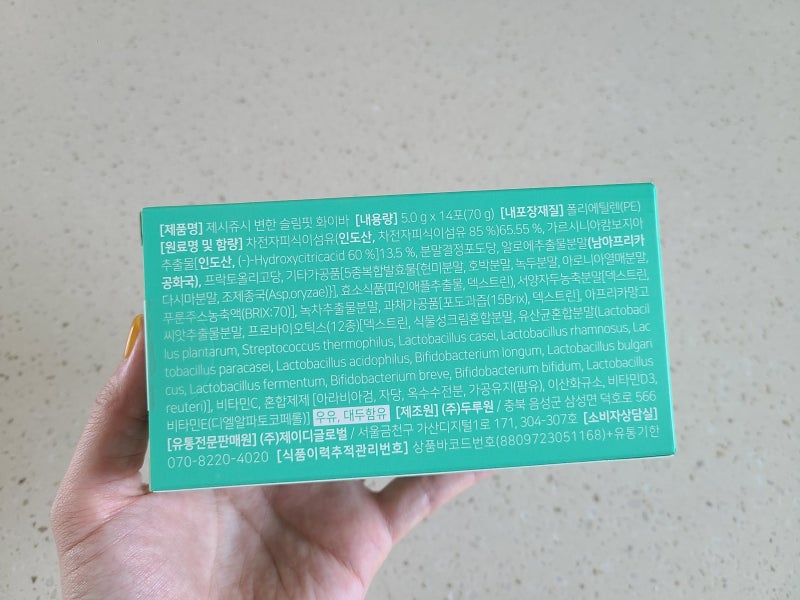 [제품명] 제시쥬시 변한 슬림핏 화이바 [내용량] 5.0 g x 14포(70 g) [내포장재질] 폴리에틸렌(PE)
[원료명 및 함량] 차전자피식이섬유(인도산, 차전자피식이섬유 85 %)65.55 %, 가르시니아캄보지아
추출물[인도산, (-)-Hydroxycitricacid 60 %]13.5 %, 분말결정포도당, 알로에추출물분말(남아프리카
공화국), 프락토올리고당, 기타가공품[5종복합발효물{현미분말, 호박분말, 녹두분말, 아로니아열매분말,
다시마분말, 조제종국(Asp.oryzae)}], 효소식품(파인애플추출물, 덱스트린), 서양자두농축분말[덱스트린,
푸룬주스농축액(BRIX:70)], 녹차추출물분말, 과채가공품[포도과즙(15Brix), 덱스트린], 아프리카망고
씨앗추출물분말, 프로바이오틱스(12종)[덱스트린, 식물성크림혼합분말, 유산균혼합분말(Lactobacil
lus plantarum, Streptococcus thermophilus, Lactobacillus casei, Lactobacillus rhamnosus, Lac
tobacillus paracasei, Lactobacillus acidophilus, Bifidobacterium longum, Lactobacillus bulgari
cus, Lactobacillus fermentum, Bifidobacterium breve, Bifidobacterium bifidum, Lactobacillus
reuteri)], 비타민C, 혼합제제 [아라비아검, 자당, 옥수수전분, 가공유지(팜유), 이산화규소, 비타민D3,
비타민E(디엘알파토코페롤)] 우유, 대두함유 [제조원] (주)두루원 / 충북 음성군 삼성면 덕호로 566
[유통전문판매원] (주)제이디글로벌 / 서울금천구 가산디지털1로 171, 304-307호 [소비자상담실]
070-8220-4020 [식품이력추적관리번호] 상품바코드번호(8809723051168)+유통기한